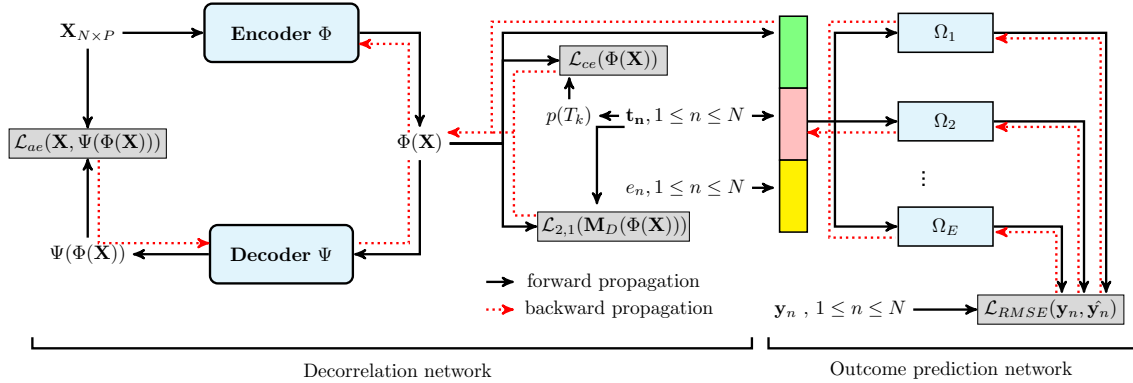 X_{N×P}
Encoder Φ
L_{ae}(X, Ψ(Φ(X)))
Ψ(Φ(X))
Decoder Ψ
Φ(X)
L_{ce}(Φ(X))
p(T_k)
t_n, 1 ≤ n ≤ N
e_n, 1 ≤ n ≤ N
L_{2,1}(M_D(Φ(X)))
forward propagation
backward propagation
Ω_1
Ω_2
⋮
Ω_E
y_n , 1 ≤ n ≤ N
L_{RMSE}(y_n, ŷ_n)
Decorrelation network
Outcome prediction network